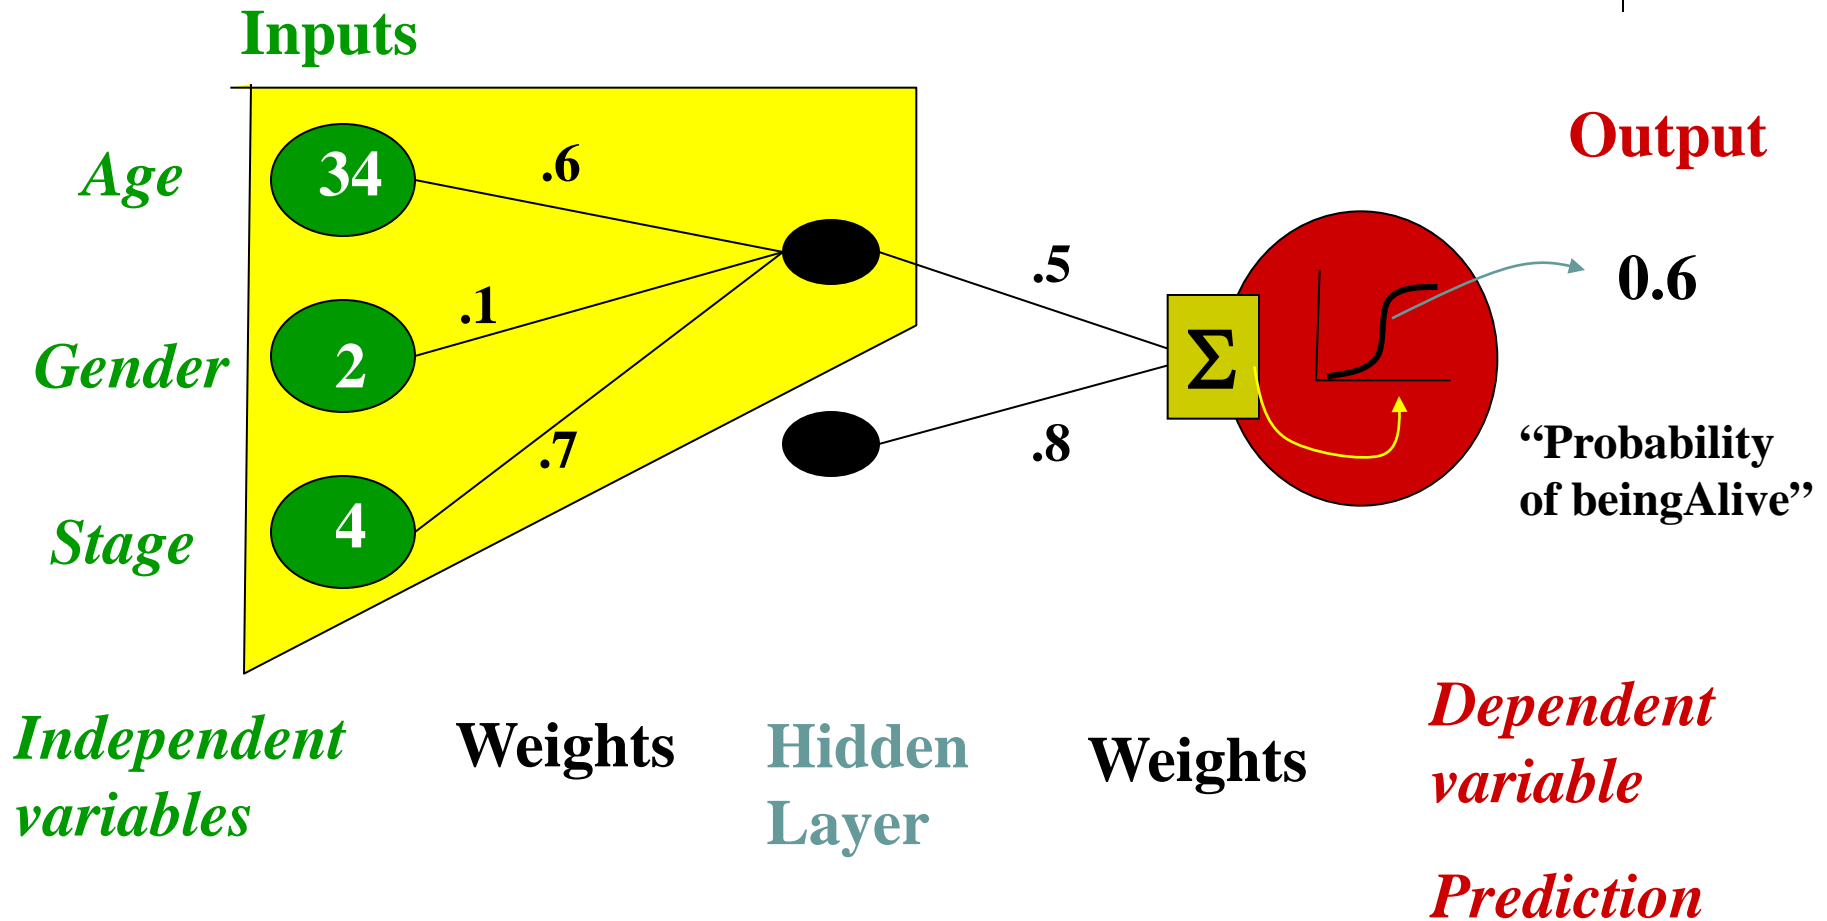 Inputs
Output
Age
34
.6
.5
0.6
Gender
2
.1
Σ
.8
"Probability
of beingAlive"
Stage
4
.7
Independent
variables
Weights
Hidden
Layer
Weights
Dependent
variable
Prediction